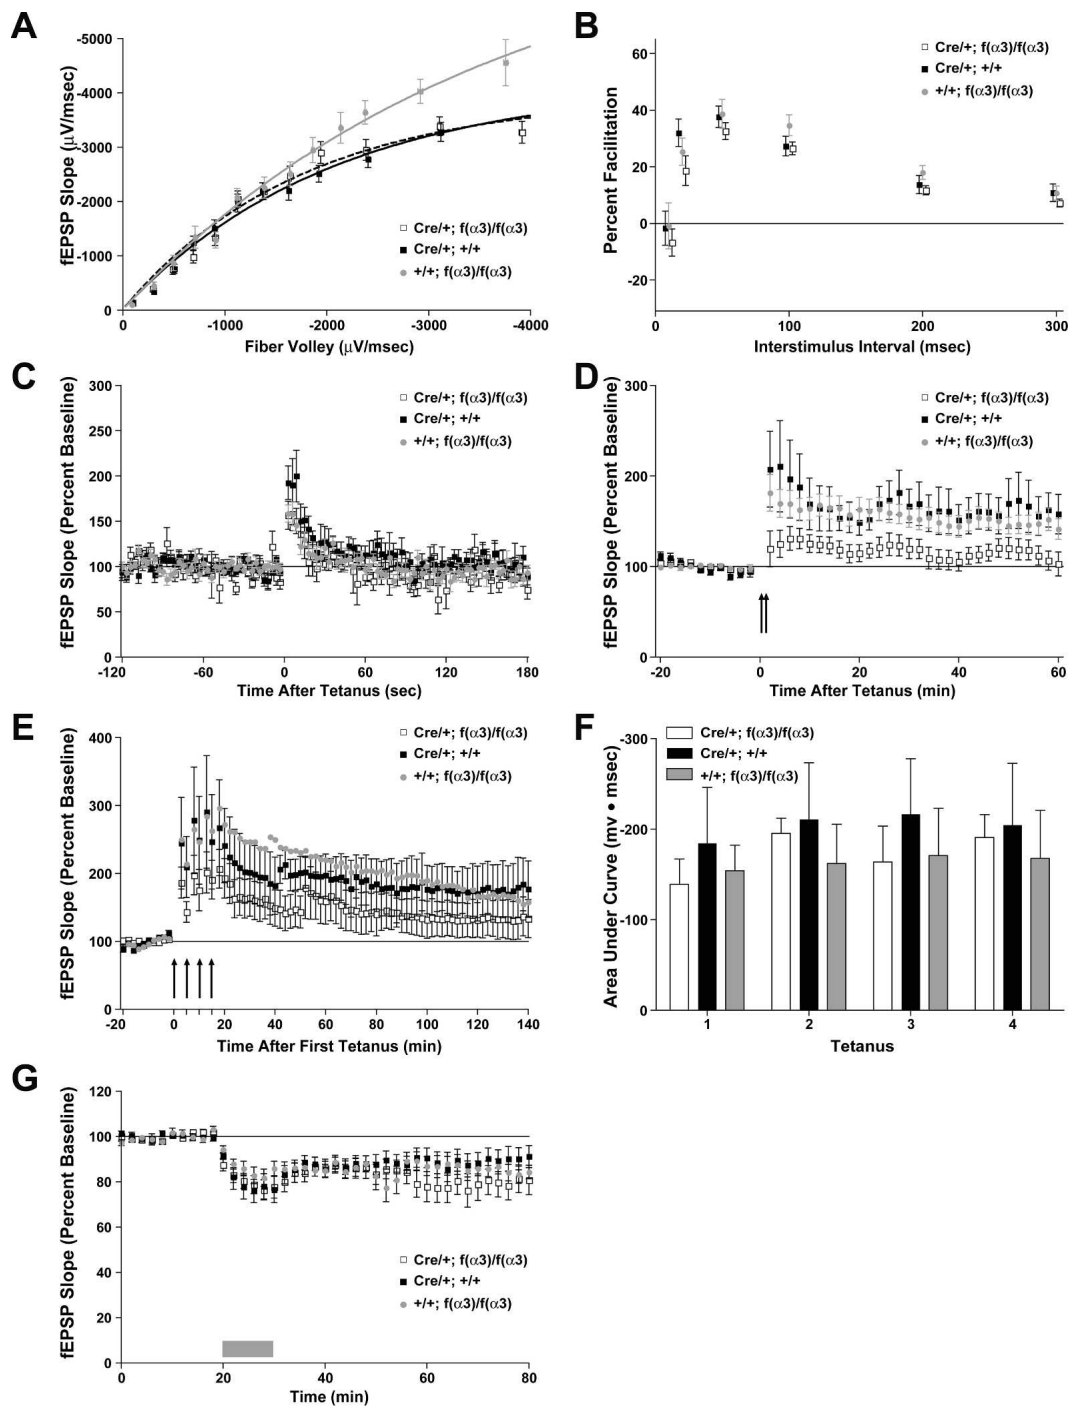 A
fEPSP Slope (μV/msec)
-5000
-4000
-3000
-2000
-1000
0
0
-1000
-2000
-3000
-4000
Fiber Volley (μV/msec)
Cre/+; f(α3)/f(α3)
Cre/+; +/+
+/+; f(α3)/f(α3)
B
Percent Facilitation
60
40
20
0
-20
0
100
200
300
Interstimulus Interval (msec)
Cre/+; f(α3)/f(α3)
Cre/+; +/+
+/+; f(α3)/f(α3)
C
fEPSP Slope (Percent Baseline)
300
250
200
150
100
50
0
-120
-60
0
60
120
180
Time After Tetanus (sec)
Cre/+; f(α3)/f(α3)
Cre/+; +/+
+/+; f(α3)/f(α3)
D
fEPSP Slope (Percent Baseline)
300
200
100
0
-20
0
20
40
60
Time After Tetanus (min)
Cre/+; f(α3)/f(α3)
Cre/+; +/+
+/+; f(α3)/f(α3)
E
fEPSP Slope (Percent Baseline)
400
300
200
100
0
-20
0
20
40
60
80
100
120
140
Time After First Tetanus (min)
Cre/+; f(α3)/f(α3)
Cre/+; +/+
+/+; f(α3)/f(α3)
F
Area Under Curve (mv • msec)
-300
-200
-100
0
1
2
3
4
Tetanus
Cre/+; f(α3)/f(α3)
Cre/+; +/+
+/+; f(α3)/f(α3)
G
fEPSP Slope (Percent Baseline)
120
100
80
60
40
20
0
0
20
40
60
80
Time (min)
Cre/+; f(α3)/f(α3)
Cre/+; +/+
+/+; f(α3)/f(α3)